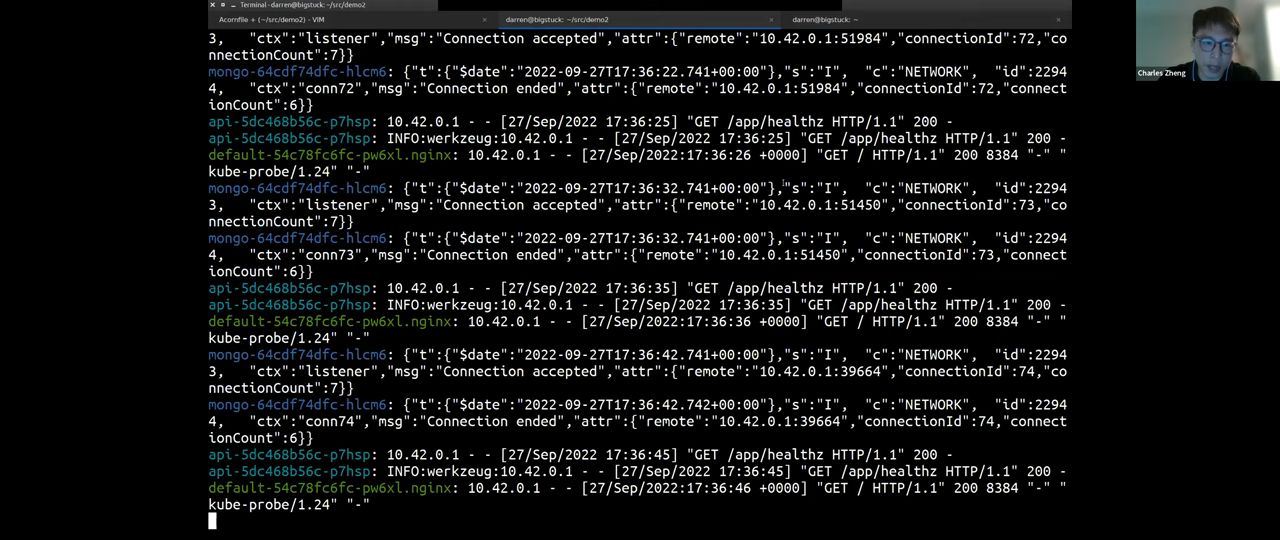 Terminal - darren@bigstuck: ~/src/demo2
Acornfile + (~/src/demo2) - VIM
darren@bigstuck: ~/src/demo2
darren@bigstuck: ~
Charles Zheng
3,   "ctx":"listener","msg":"Connection accepted","attr":{"remote":"10.42.0.1:51984","connectionId":72,"co
nnectionCount":7}}
mongo-64cdf74dfc-hlcm6: {"t":{"$date":"2022-09-27T17:36:22.741+00:00"},"s":"I",  "c":"NETWORK",  "id":2294
4,   "ctx":"conn72","msg":"Connection ended","attr":{"remote":"10.42.0.1:51984","connectionId":72,"connect
ionCount":6}}
api-5dc468b56c-p7hsp: 10.42.0.1 - - [27/Sep/2022 17:36:25] "GET /app/healthz HTTP/1.1" 200 -
api-5dc468b56c-p7hsp: INFO:werkzeug:10.42.0.1 - - [27/Sep/2022 17:36:25] "GET /app/healthz HTTP/1.1" 200 -
default-54c78fc6fc-pw6xl.nginx: 10.42.0.1 - - [27/Sep/2022:17:36:26 +0000] "GET / HTTP/1.1" 200 8384 "-" "
kube-probe/1.24" "-"
mongo-64cdf74dfc-hlcm6: {"t":{"$date":"2022-09-27T17:36:32.741+00:00"},"s":"I",  "c":"NETWORK",  "id":2294
3,   "ctx":"listener","msg":"Connection accepted","attr":{"remote":"10.42.0.1:51450","connectionId":73,"co
nnectionCount":7}}
mongo-64cdf74dfc-hlcm6: {"t":{"$date":"2022-09-27T17:36:32.741+00:00"},"s":"I",  "c":"NETWORK",  "id":2294
4,   "ctx":"conn73","msg":"Connection ended","attr":{"remote":"10.42.0.1:51450","connectionId":73,"connect
ionCount":6}}
api-5dc468b56c-p7hsp: 10.42.0.1 - - [27/Sep/2022 17:36:35] "GET /app/healthz HTTP/1.1" 200 -
api-5dc468b56c-p7hsp: INFO:werkzeug:10.42.0.1 - - [27/Sep/2022 17:36:35] "GET /app/healthz HTTP/1.1" 200 -
default-54c78fc6fc-pw6xl.nginx: 10.42.0.1 - - [27/Sep/2022:17:36:36 +0000] "GET / HTTP/1.1" 200 8384 "-" "
kube-probe/1.24" "-"
mongo-64cdf74dfc-hlcm6: {"t":{"$date":"2022-09-27T17:36:42.741+00:00"},"s":"I",  "c":"NETWORK",  "id":2294
3,   "ctx":"listener","msg":"Connection accepted","attr":{"remote":"10.42.0.1:39664","connectionId":74,"co
nnectionCount":7}}
mongo-64cdf74dfc-hlcm6: {"t":{"$date":"2022-09-27T17:36:42.742+00:00"},"s":"I",  "c":"NETWORK",  "id":2294
4,   "ctx":"conn74","msg":"Connection ended","attr":{"remote":"10.42.0.1:39664","connectionId":74,"connect
ionCount":6}}
api-5dc468b56c-p7hsp: 10.42.0.1 - - [27/Sep/2022 17:36:45] "GET /app/healthz HTTP/1.1" 200 -
api-5dc468b56c-p7hsp: INFO:werkzeug:10.42.0.1 - - [27/Sep/2022 17:36:45] "GET /app/healthz HTTP/1.1" 200 -
default-54c78fc6fc-pw6xl.nginx: 10.42.0.1 - - [27/Sep/2022:17:36:46 +0000] "GET / HTTP/1.1" 200 8384 "-" "
kube-probe/1.24" "-"